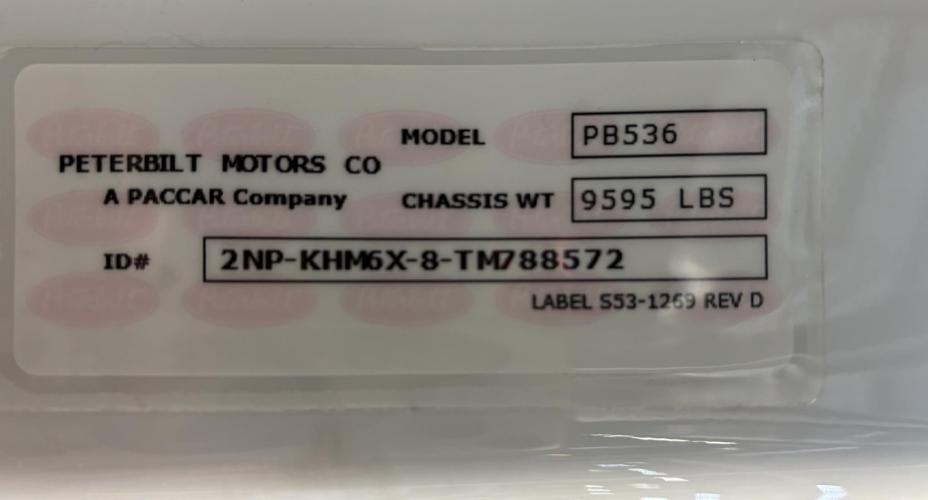 MODEL PB536
PETERBILT MOTORS CO
A PACCAR Company CHASSIS WT 9595 LBS
ID# 2NP-KHM6X-8-TM788572
LABEL S53-1269 REV D